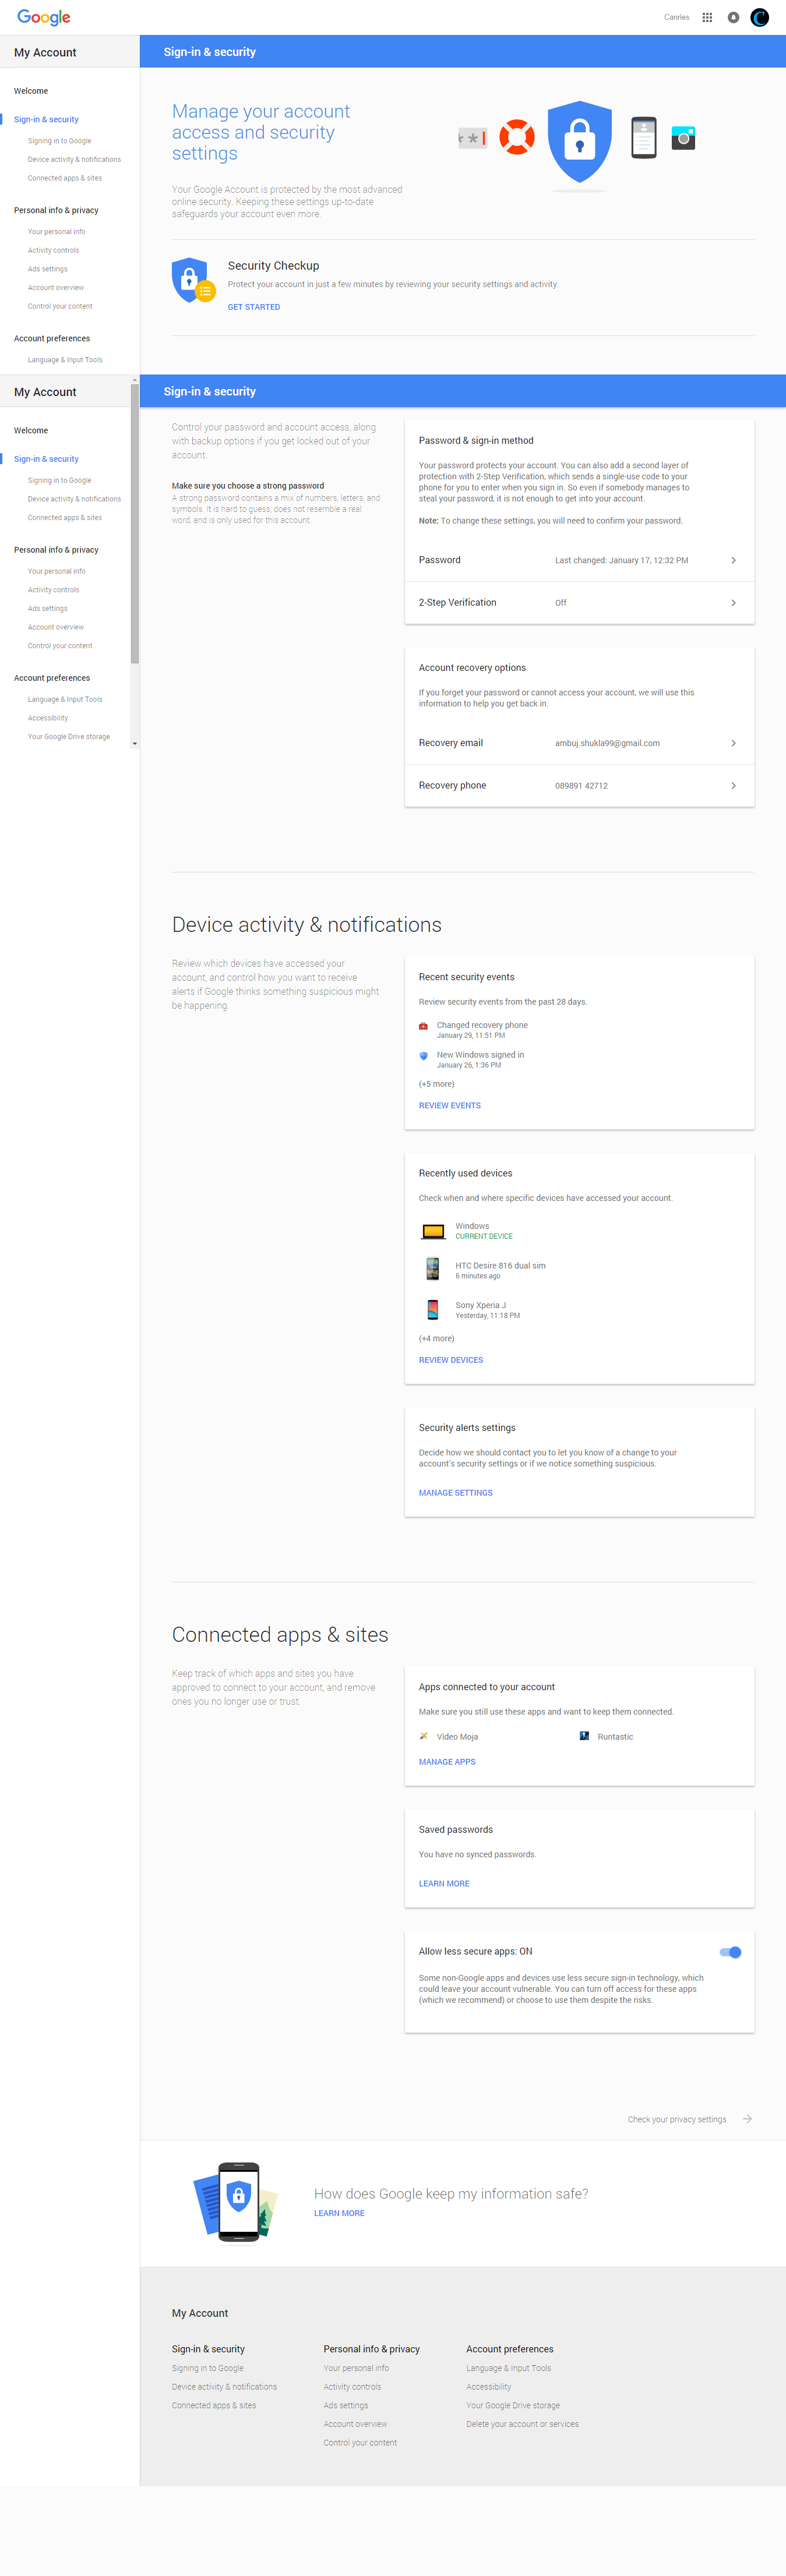 Google
Canries
My Account
Sign-in & security
Welcome
Sign-in & security
Signing in to Google
Device activity & notifications
Connected apps & sites
Personal info & privacy
Your personal info
Activity controls
Ads settings
Account overview
Control your content
Account preferences
Language & Input Tools
Manage your account
access and security
settings
Your Google Account is protected by the most advanced
online security. Keeping these settings up-to-date
safeguards your account even more.
Security Checkup
Protect your account in just a few minutes by reviewing your security settings and activity.
GET STARTED
My Account
Sign-in & security
Welcome
Sign-in & security
Signing in to Google
Device activity & notifications
Connected apps & sites
Personal info & privacy
Your personal info
Activity controls
Ads settings
Account overview
Control your content
Account preferences
Language & Input Tools
Accessibility
Your Google Drive storage
Control your password and account access, along
with backup options if you get locked out of your
account.
Make sure you choose a strong password
A strong password contains a mix of numbers, letters, and
symbols. It is hard to guess, does not resemble a real
word, and is only used for this account.
Password & sign-in method
Your password protects your account. You can also add a second layer of
protection with 2-Step Verification, which sends a single-use code to your
phone for you to enter when you sign in. So even if somebody manages to
steal your password, it is not enough to get into your account.
Note: To change these settings, you will need to confirm your password.
Password Last changed: January 17, 12:32 PM
2-Step Verification Off
Account recovery options
If you forget your password or cannot access your account, we will use this
information to help you get back in.
Recovery email ambuj.shukla99@gmail.com
Recovery phone 089891 42712
Device activity & notifications
Review which devices have accessed your
account, and control how you want to receive
alerts if Google thinks something suspicious might
be happening.
Recent security events
Review security events from the past 28 days.
Changed recovery phone
January 29, 11:51 PM
New Windows signed in
January 26, 1:36 PM
(+5 more)
REVIEW EVENTS
Recently used devices
Check when and where specific devices have accessed your account.
Windows
CURRENT DEVICE
HTC Desire 816 dual sim
6 minutes ago
Sony Xperia J
Yesterday, 11:18 PM
(+4 more)
REVIEW DEVICES
Security alerts settings
Decide how we should contact you to let you know of a change to your
account's security settings or if we notice something suspicious.
MANAGE SETTINGS
Connected apps & sites
Keep track of which apps and sites you have
approved to connect to your account, and remove
ones you no longer use or trust.
Apps connected to your account
Make sure you still use these apps and want to keep them connected.
Video Moja Runtastic
MANAGE APPS
Saved passwords
You have no synced passwords.
LEARN MORE
Allow less secure apps: ON
Some non-Google apps and devices use less secure sign-in technology, which
could leave your account vulnerable. You can turn off access for these apps
(which we recommend) or choose to use them despite the risks.
Check your privacy settings
How does Google keep my information safe?
LEARN MORE
My Account
Sign-in & security
Signing in to Google
Device activity & notifications
Connected apps & sites
Personal info & privacy
Your personal info
Activity controls
Ads settings
Account overview
Control your content
Account preferences
Language & Input Tools
Accessibility
Your Google Drive storage
Delete your account or services